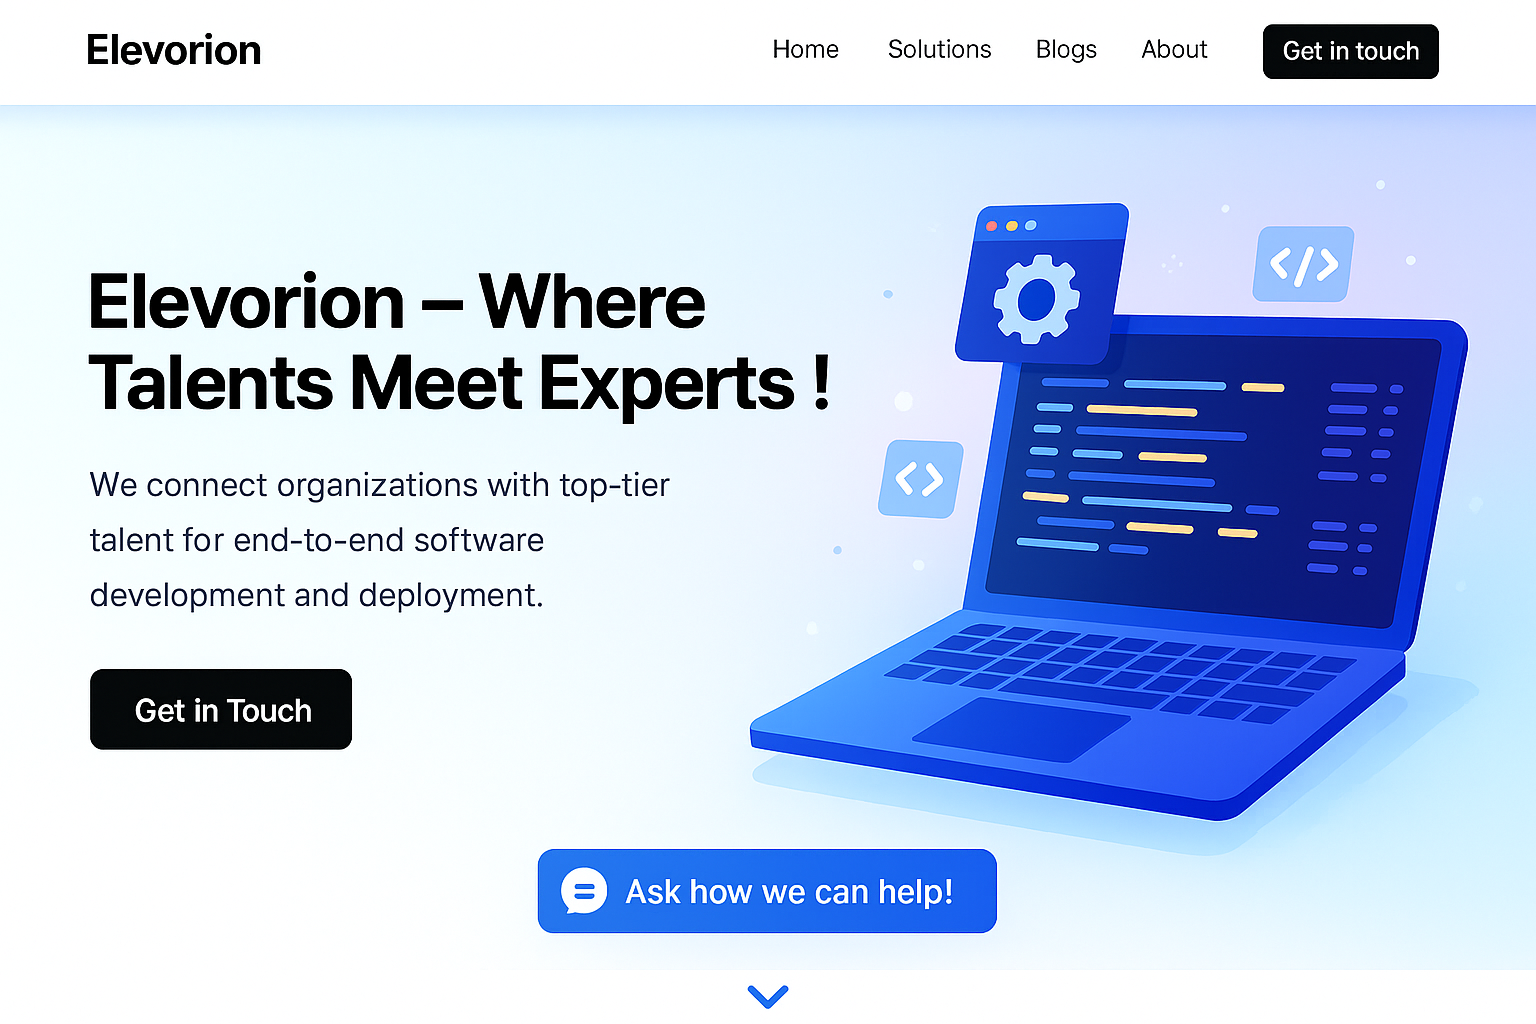 Elevorion
Home Solutions Blogs About Get in touch
Elevorion – Where
Talents Meet Experts !
We connect organizations with top-tier
talent for end-to-end software
development and deployment.
Get in Touch
</>
<>
Ask how we can help!